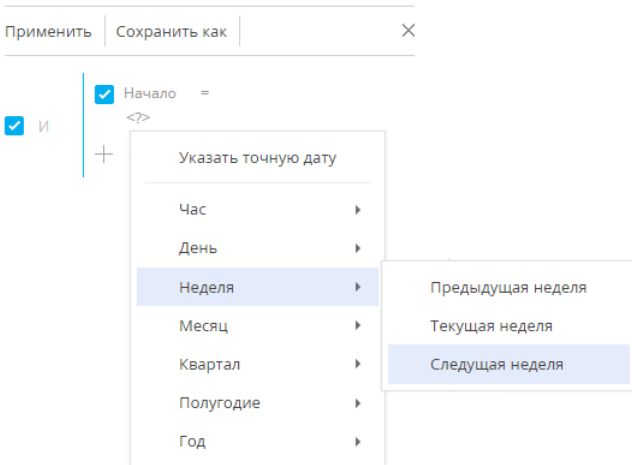 Применить Сохранить как
Начало =
<?>
И
Указать точную дату
Час
День
Неделя
Месяц
Квартал
Полугодие
Год
Предыдущая неделя
Текущая неделя
Следущая неделя